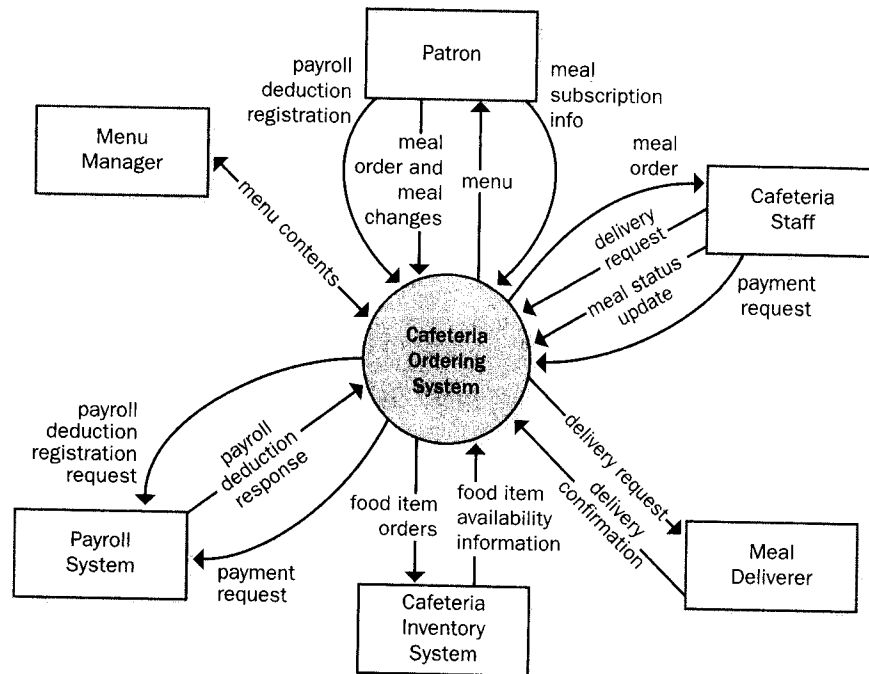 Patron
payroll
deduction
registration
meal
subscription
info
Menu
Manager
meal
order and
meal
changes
menu
meal
order
Cafeteria
Staff
menu contents
delivery
request
meal status
update
payment
request
Cafeteria
Ordering
System
payroll
deduction
registration
request
payroll
deduction
response
food item
orders
food item
availability
information
delivery request
delivery
confirmation
Payroll
System
payment
request
Cafeteria
Inventory
System
Meal
Deliverer